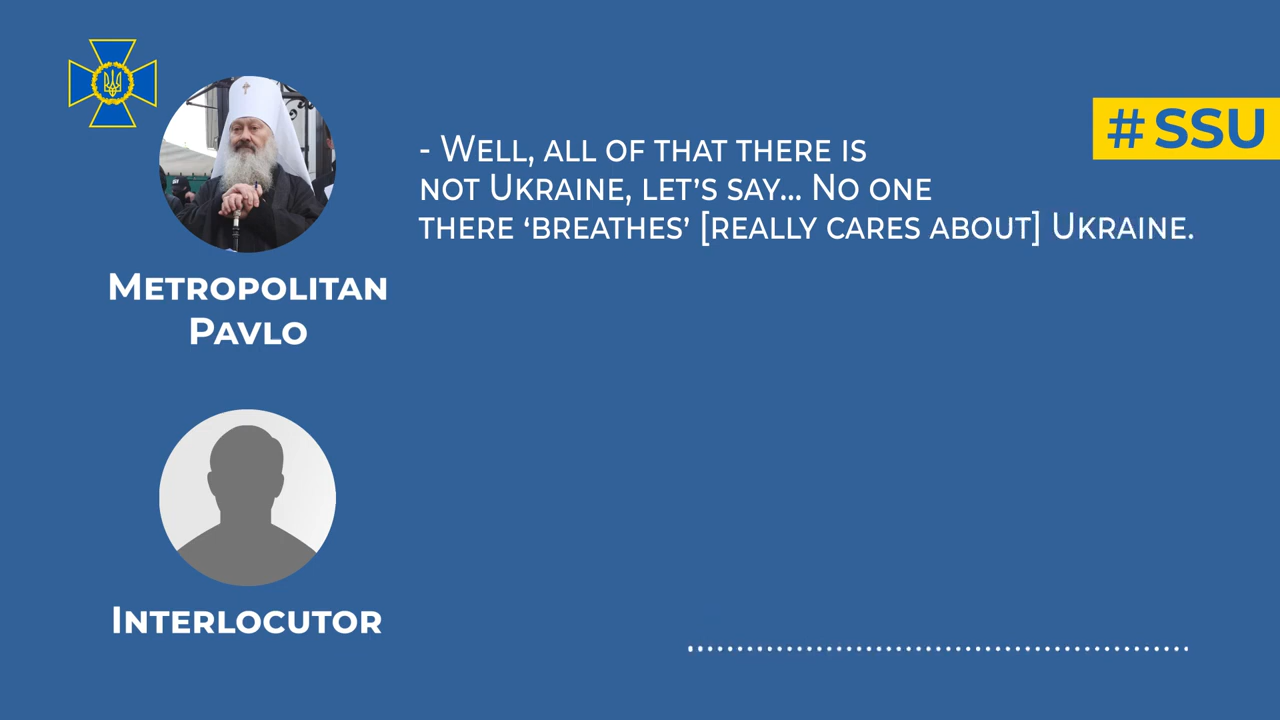 # SSU
- Well, all of that there is
not Ukraine, let's say... No one
there ‘breathes’ [really cares about] Ukraine.
Metropolitan
Pavlo
Interlocutor